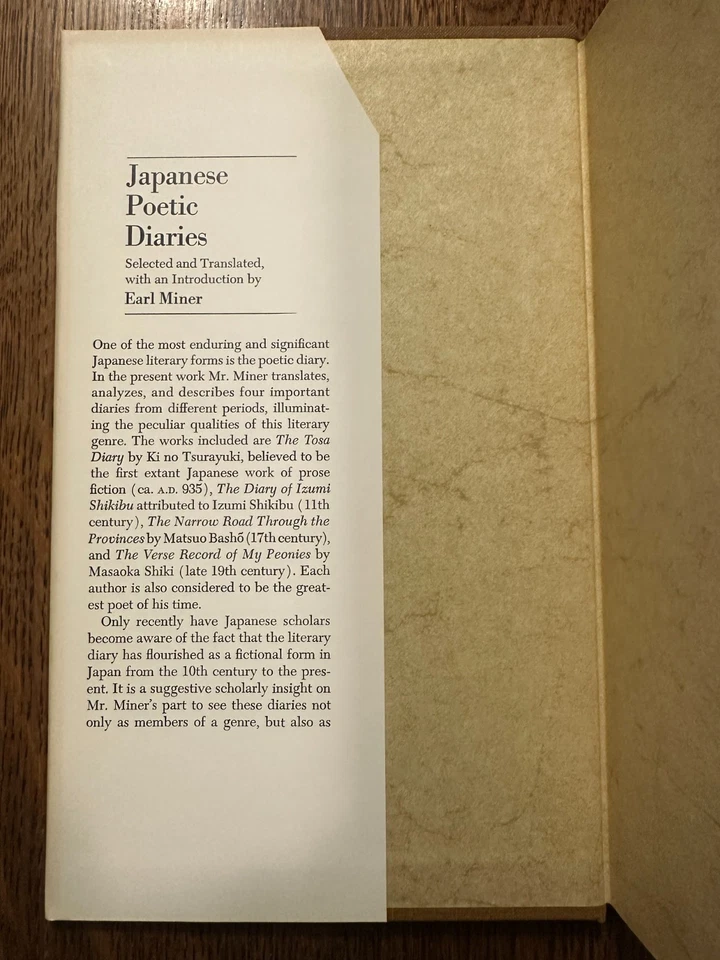 Japanese
Poetic
Diaries
Selected and Translated,
with an Introduction by
Earl Miner
One of the most enduring and significant
Japanese literary forms is the poetic diary.
In the present work Mr. Miner translates,
analyzes, and describes four important
diaries from different periods, illuminat-
ing the peculiar qualities of this literary
genre. The works included are The Tosa
Diary by Ki no Tsurayuki, believed to be
the first extant Japanese work of prose
fiction (ca. A.D. 935), The Diary of Izumi
Shikibu attributed to Izumi Shikibu (11th
century), The Narrow Road Through the
Provinces by Matsuo Bashō (17th century),
and The Verse Record of My Peonies by
Masaoka Shiki (late 19th century). Each
author is also considered to be the great-
est poet of his time.
Only recently have Japanese scholars
become aware of the fact that the literary
diary has flourished as a fictional form in
Japan from the 10th century to the pres-
ent. It is a suggestive scholarly insight on
Mr. Miner's part to see these diaries not
only as members of a genre, but also as